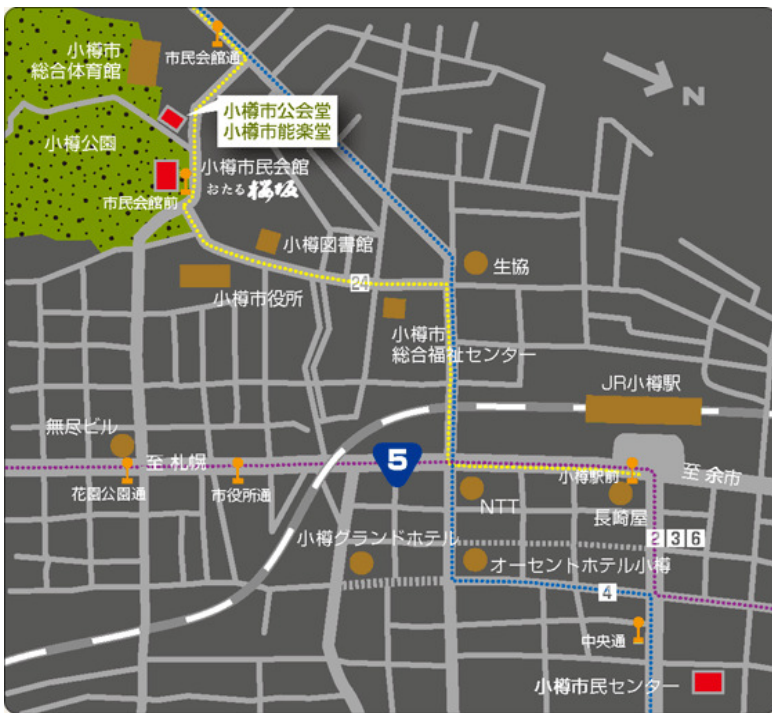 小樽市
総合体育館
市民会館通
小樽市公会堂
小樽市能楽堂
N
小樽公園
小樽市民会館
おたる桜坂
市民会館前
小樽図書館
生協
24
小樽市役所
小樽市
総合福祉センター
JR小樽駅
無尽ビル
至 札幌
5
花園公園通
市役所通
小樽駅前
至 余市
NTT
長崎屋
小樽グランドホテル
2 3 6
オーセントホテル小樽
4
中央通
小樽市民センター